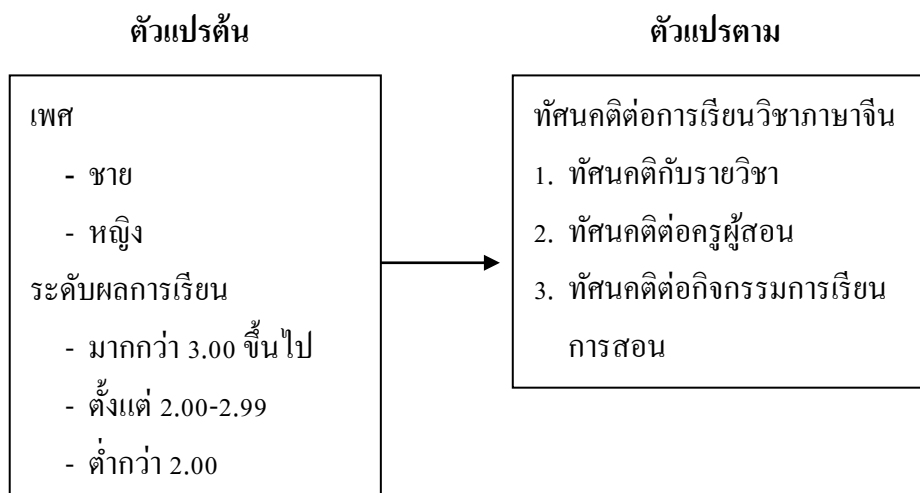 ตัวแปรต้น
เพศ
- ชาย
- หญิง
ระดับผลการเรียน
- มากกว่า 3.00 ขึ้นไป
- ตั้งแต่ 2.00-2.99
- ต่ำกว่า 2.00
ตัวแปรตาม
ทัศนคติต่อการเรียนวิชาภาษาจีน
1. ทัศนคติกับรายวิชา
2. ทัศนคติต่อครูผู้สอน
3. ทัศนคติต่อกิจกรรมการเรียน
การสอน